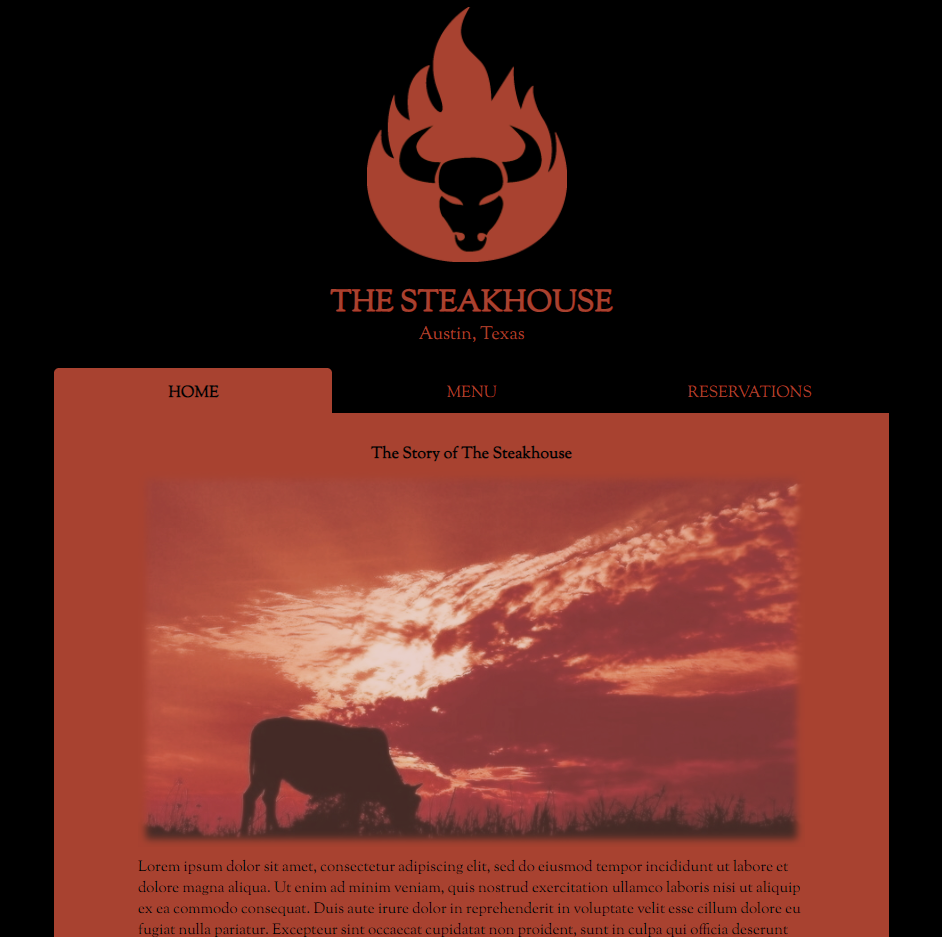 THE STEAKHOUSE
Austin, Texas
HOME MENU RESERVATIONS
The Story of The Steakhouse
Lorem ipsum dolor sit amet, consectetur adipiscing elit, sed do eiusmod tempor incididunt ut labore et
dolore magna aliqua. Ut enim ad minim veniam, quis nostrud exercitation ullamco laboris nisi ut aliquip
ex ea commodo consequat. Duis aute irure dolor in reprehenderit in voluptate velit esse cillum dolore eu
fugiat nulla pariatur. Excepteur sint occaecat cupidatat non proident, sunt in culpa qui officia deserunt